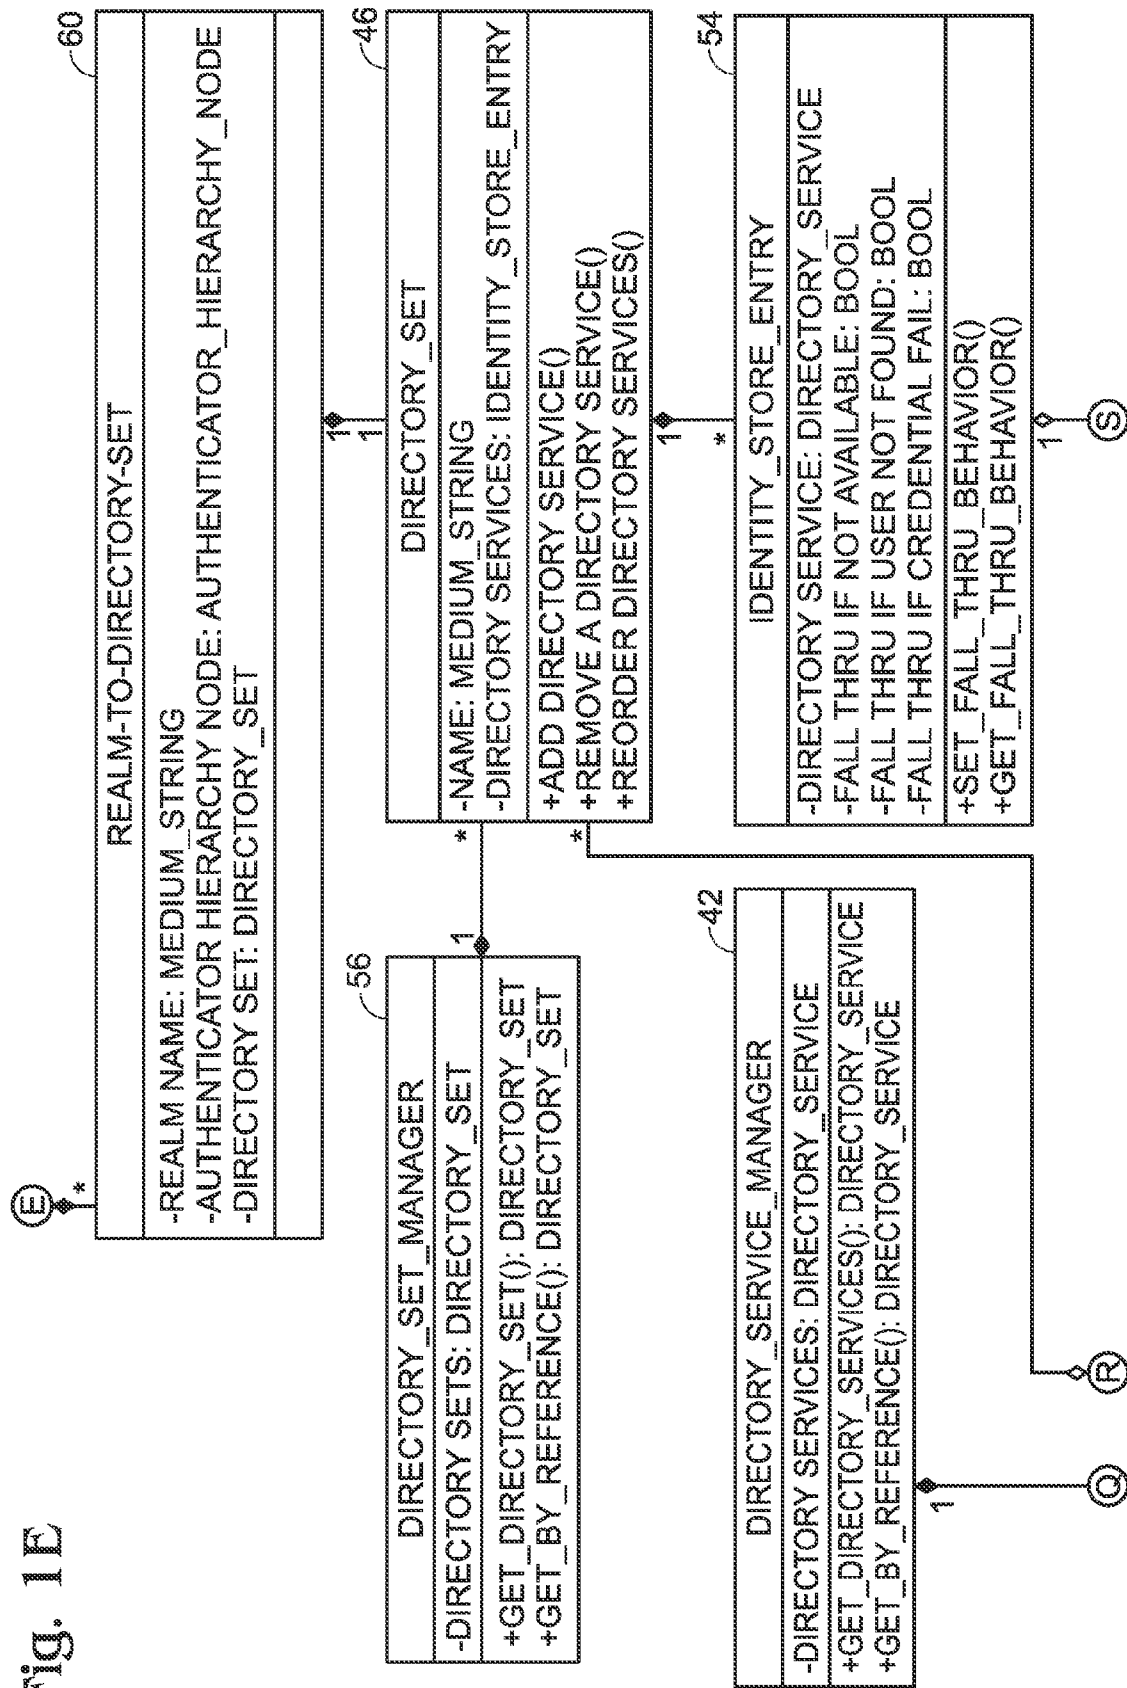 Fig. 1E
E
*
60
REALM-TO-DIRECTORY-SET
-REALM NAME: MEDIUM_STRING
-AUTHENTICATOR HIERARCHY NODE: AUTHENTICATOR_HIERARCHY_NODE
-DIRECTORY SET: DIRECTORY_SET
1
1
56
DIRECTORY_SET_MANAGER
-DIRECTORY SETS: DIRECTORY_SET
+GET_DIRECTORY_SET(): DIRECTORY_SET
+GET_BY_REFERENCE(): DIRECTORY_SET
1
*
46
DIRECTORY_SET
-NAME: MEDIUM_STRING
-DIRECTORY SERVICES: IDENTITY_STORE_ENTRY
+ADD DIRECTORY SERVICE()
+REMOVE A DIRECTORY SERVICE()
+REORDER DIRECTORY SERVICES()
*
1
*
42
DIRECTORY_SERVICE_MANAGER
-DIRECTORY SERVICES: DIRECTORY_SERVICE
+GET_DIRECTORY_SERVICES(): DIRECTORY_SERVICE
+GET_BY_REFERENCE(): DIRECTORY_SERVICE
1
54
IDENTITY_STORE_ENTRY
-DIRECTORY SERVICE: DIRECTORY_SERVICE
-FALL THRU IF NOT AVAILABLE: BOOL
-FALL THRU IF USER NOT FOUND: BOOL
-FALL THRU IF CREDENTIAL FAIL: BOOL
+SET_FALL_THRU_BEHAVIOR()
+GET_FALL_THRU_BEHAVIOR()
1
Q
R
S